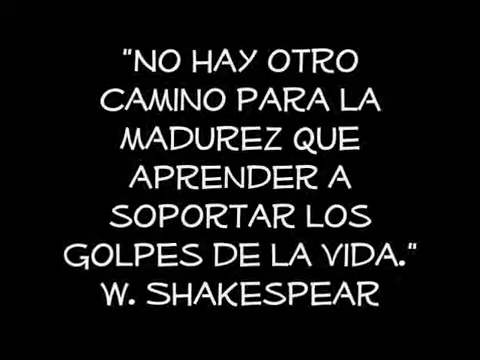 "NO HAY OTRO
CAMINO PARA LA
MADUREZ QUE
APRENDER A
SOPORTAR LOS
GOLPES DE LA VIDA."
W. SHAKESPEAR